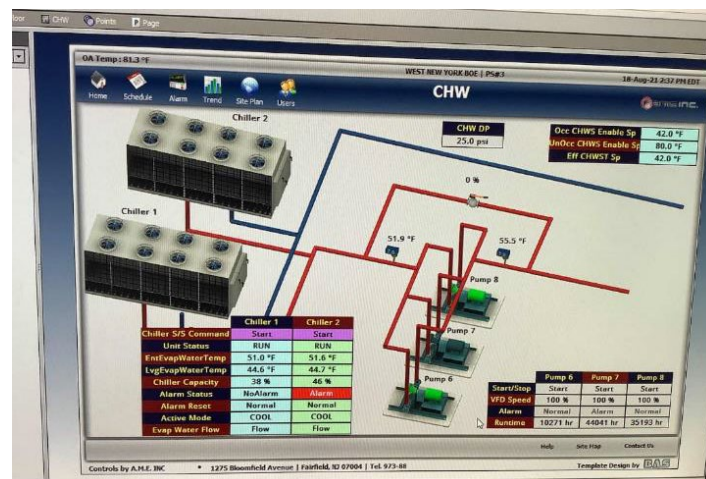 loor CHW Points Page
OA Temp: 81.3 °F
WEST NEW YORK BOE | PS#3
18-Aug-21 2:37 PM EDT
Home Schedule Alarm Trend Site Plan Users
CHW
Chiller 2
CHW DP
25.0 psi
Occ CHWS Enable Sp 42.0 °F
UnOcc CHWS Enable Sp 80.0 °F
Eff CHWST Sp 42.0 °F
0 %
Chiller 1
51.9 °F
55.5 °F
Pump 8
Pump 7
Pump 6
Chiller 1 Chiller 2
Chiller S/S Command Start Start
Unit Status RUN RUN
EntEvapWaterTemp 51.0 °F 51.6 °F
LvgEvapWaterTemp 44.6 °F 44.7 °F
Chiller Capacity 38 % 46 %
Alarm Status NoAlarm Alarm
Alarm Reset Normal Normal
Active Mode COOL COOL
Evap Water Flow Flow Flow
Pump 6 Pump 7 Pump 8
Start/Stop Start Start Start
VFD Speed 100 % 100 % 100 %
Alarm Normal Alarm Normal
Runtime 10271 hr 44041 hr 35193 hr
Help Site Map Contact Us
Controls by A.M.E. INC * 1275 Bloomfield Avenue | Fairfield, NJ 07004 | Tel. 973-88
Template Design by BAS